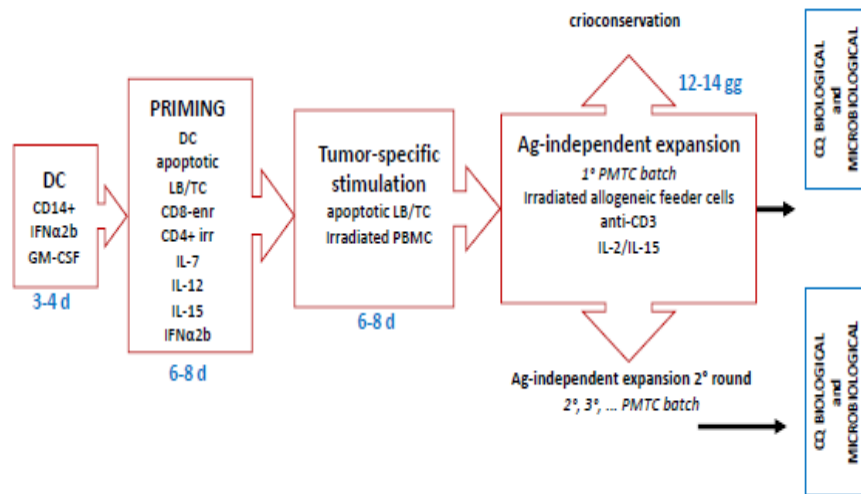 DC
CD14+
IFNα2b
GM-CSF
3-4 d
PRIMING
DC
apoptotic
LB/TC
CD8-enr
CD4+ irr
IL-7
IL-12
IL-15
IFNα2b
6-8 d
Tumor-specific
stimulation
apoptotic LB/TC
Irradiated PBMC
6-8 d
crioconservation
12-14 gg
Ag-independent expansion
1° PMTC batch
Irradiated allogeneic feeder cells
anti-CD3
IL-2/IL-15
Ag-independent expansion 2° round
2°, 3°, ... PMTC batch
CQ BIOLOGICAL
and
MICROBIOLOGICAL
CQ BIOLOGICAL
and
MICROBIOLOGICAL